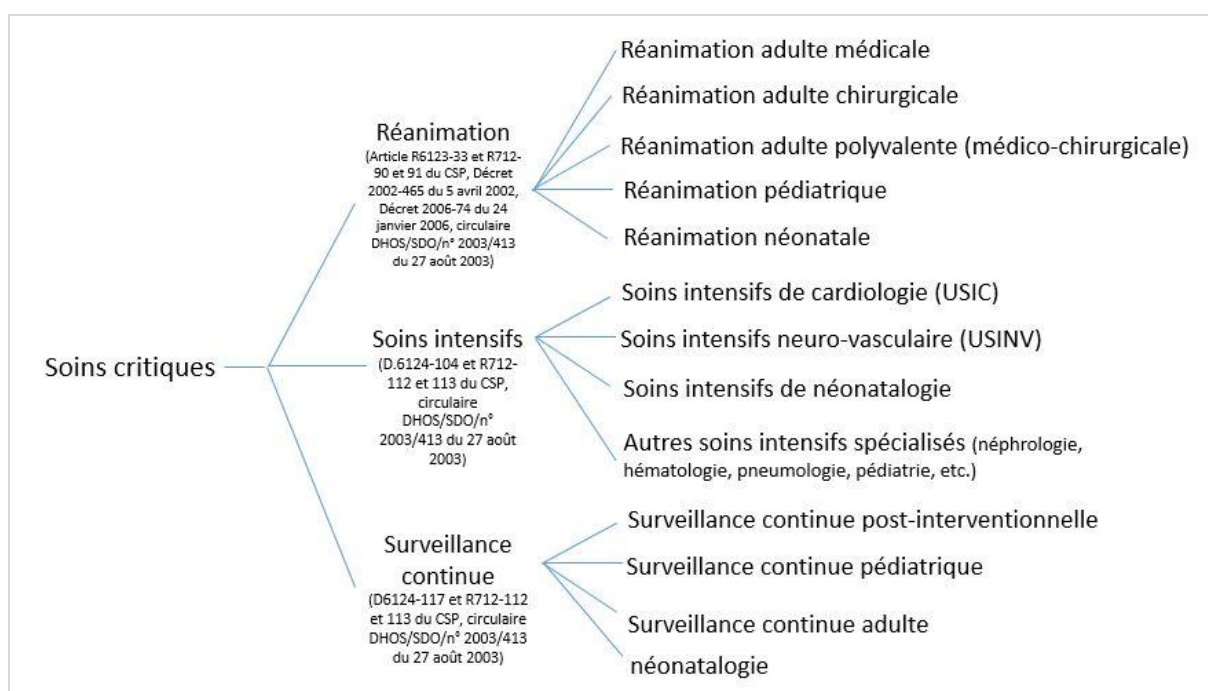 Soins critiques
Réanimation
(Article R6123-33 et R712-
90 et 91 du CSP, Décret
2002-465 du 5 avril 2002,
Décret 2006-74 du 24
janvier 2006, circulaire
DHOS/SDO/n° 2003/413
du 27 août 2003)
Réanimation adulte médicale
Réanimation adulte chirurgicale
Réanimation adulte polyvalente (médico-chirurgicale)
Réanimation pédiatrique
Réanimation néonatale
Soins intensifs
(D.6124-104 et R712-
112 et 113 du CSP,
circulaire
DHOS/SDO/n°
2003/413 du 27 août
2003)
Soins intensifs de cardiologie (USIC)
Soins intensifs neuro-vasculaire (USINV)
Soins intensifs de néonatalogie
Autres soins intensifs spécialisés (néphrologie,
hématologie, pneumologie, pédiatrie, etc.)
Surveillance
continue
(D6124-117 et R712-112
et 113 du CSP, circulaire
DHOS/SDO/n° 2003/413
du 27 août 2003)
Surveillance continue post-interventionnelle
Surveillance continue pédiatrique
Surveillance continue adulte
néonatalogie